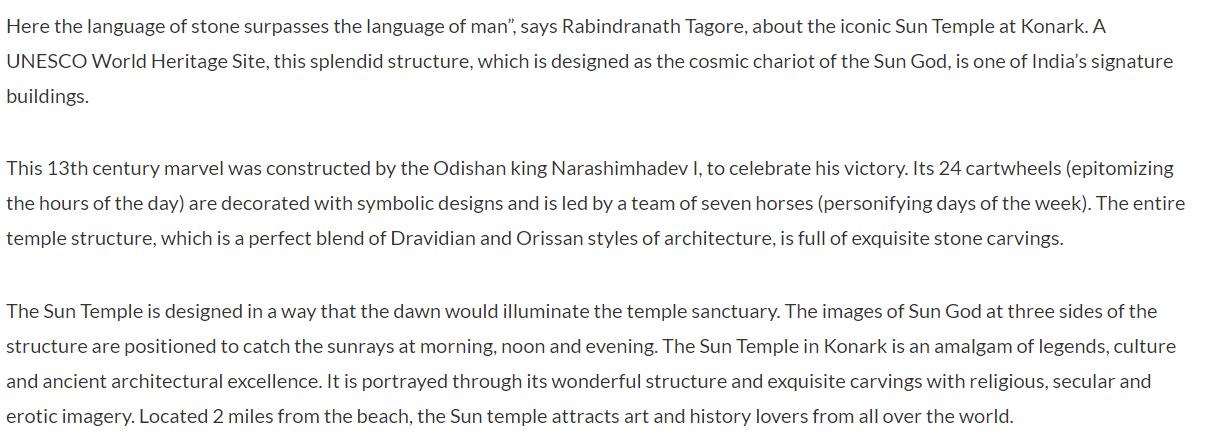 Here the language of stone surpasses the language of man”, says Rabindranath Tagore, about the iconic Sun Temple at Konark. A
UNESCO World Heritage Site, this splendid structure, which is designed as the cosmic chariot of the Sun God, is one of India’s signature
buildings.
This 13th century marvel was constructed by the Odishan king Narashimhadev I, to celebrate his victory. Its 24 cartwheels (epitomizing
the hours of the day) are decorated with symbolic designs and is led by a team of seven horses (personifying days of the week). The entire
temple structure, which is a perfect blend of Dravidian and Orissan styles of architecture, is full of exquisite stone carvings.
The Sun Temple is designed in a way that the dawn would illuminate the temple sanctuary. The images of Sun God at three sides of the
structure are positioned to catch the sunrays at morning, noon and evening. The Sun Temple in Konark is an amalgam of legends, culture
and ancient architectural excellence. It is portrayed through its wonderful structure and exquisite carvings with religious, secular and
erotic imagery. Located 2 miles from the beach, the Sun temple attracts art and history lovers from all over the world.